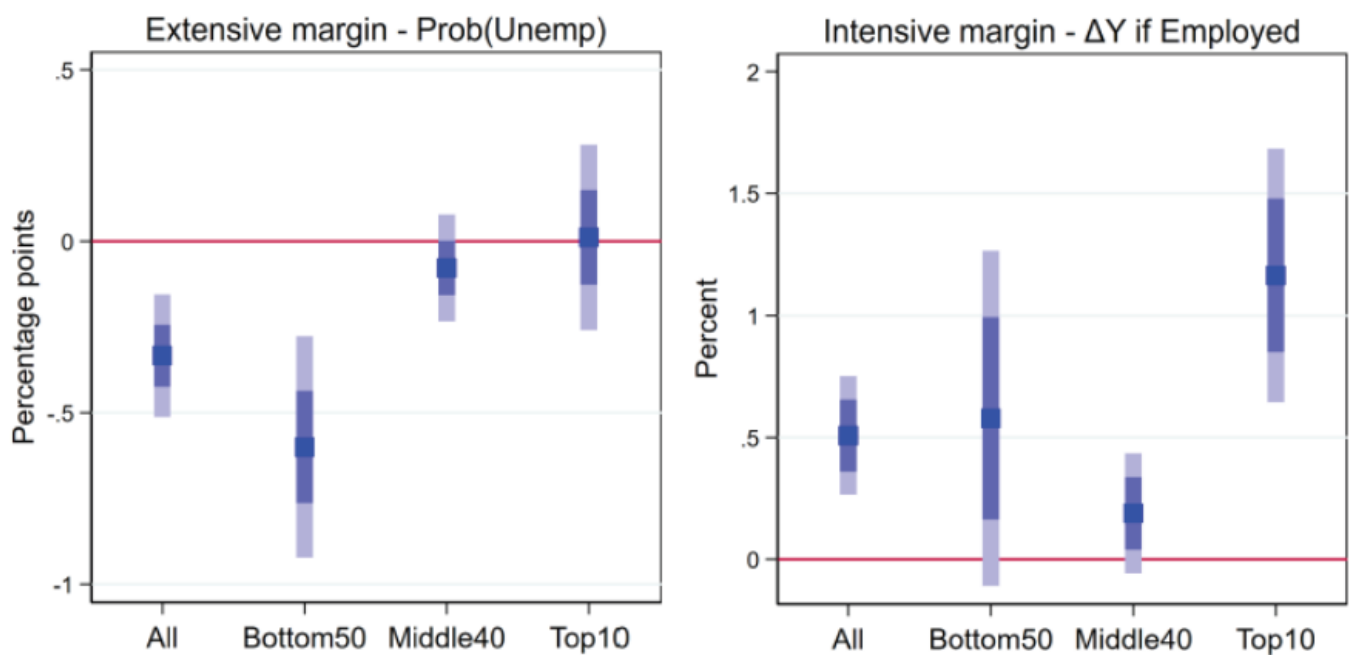 Extensive margin - Prob(Unemp)
Percentage points
.5
0
-.5
-1
All Bottom50 Middle40 Top10
Intensive margin - ΔY if Employed
Percent
2
1.5
1
.5
0
All Bottom50 Middle40 Top10